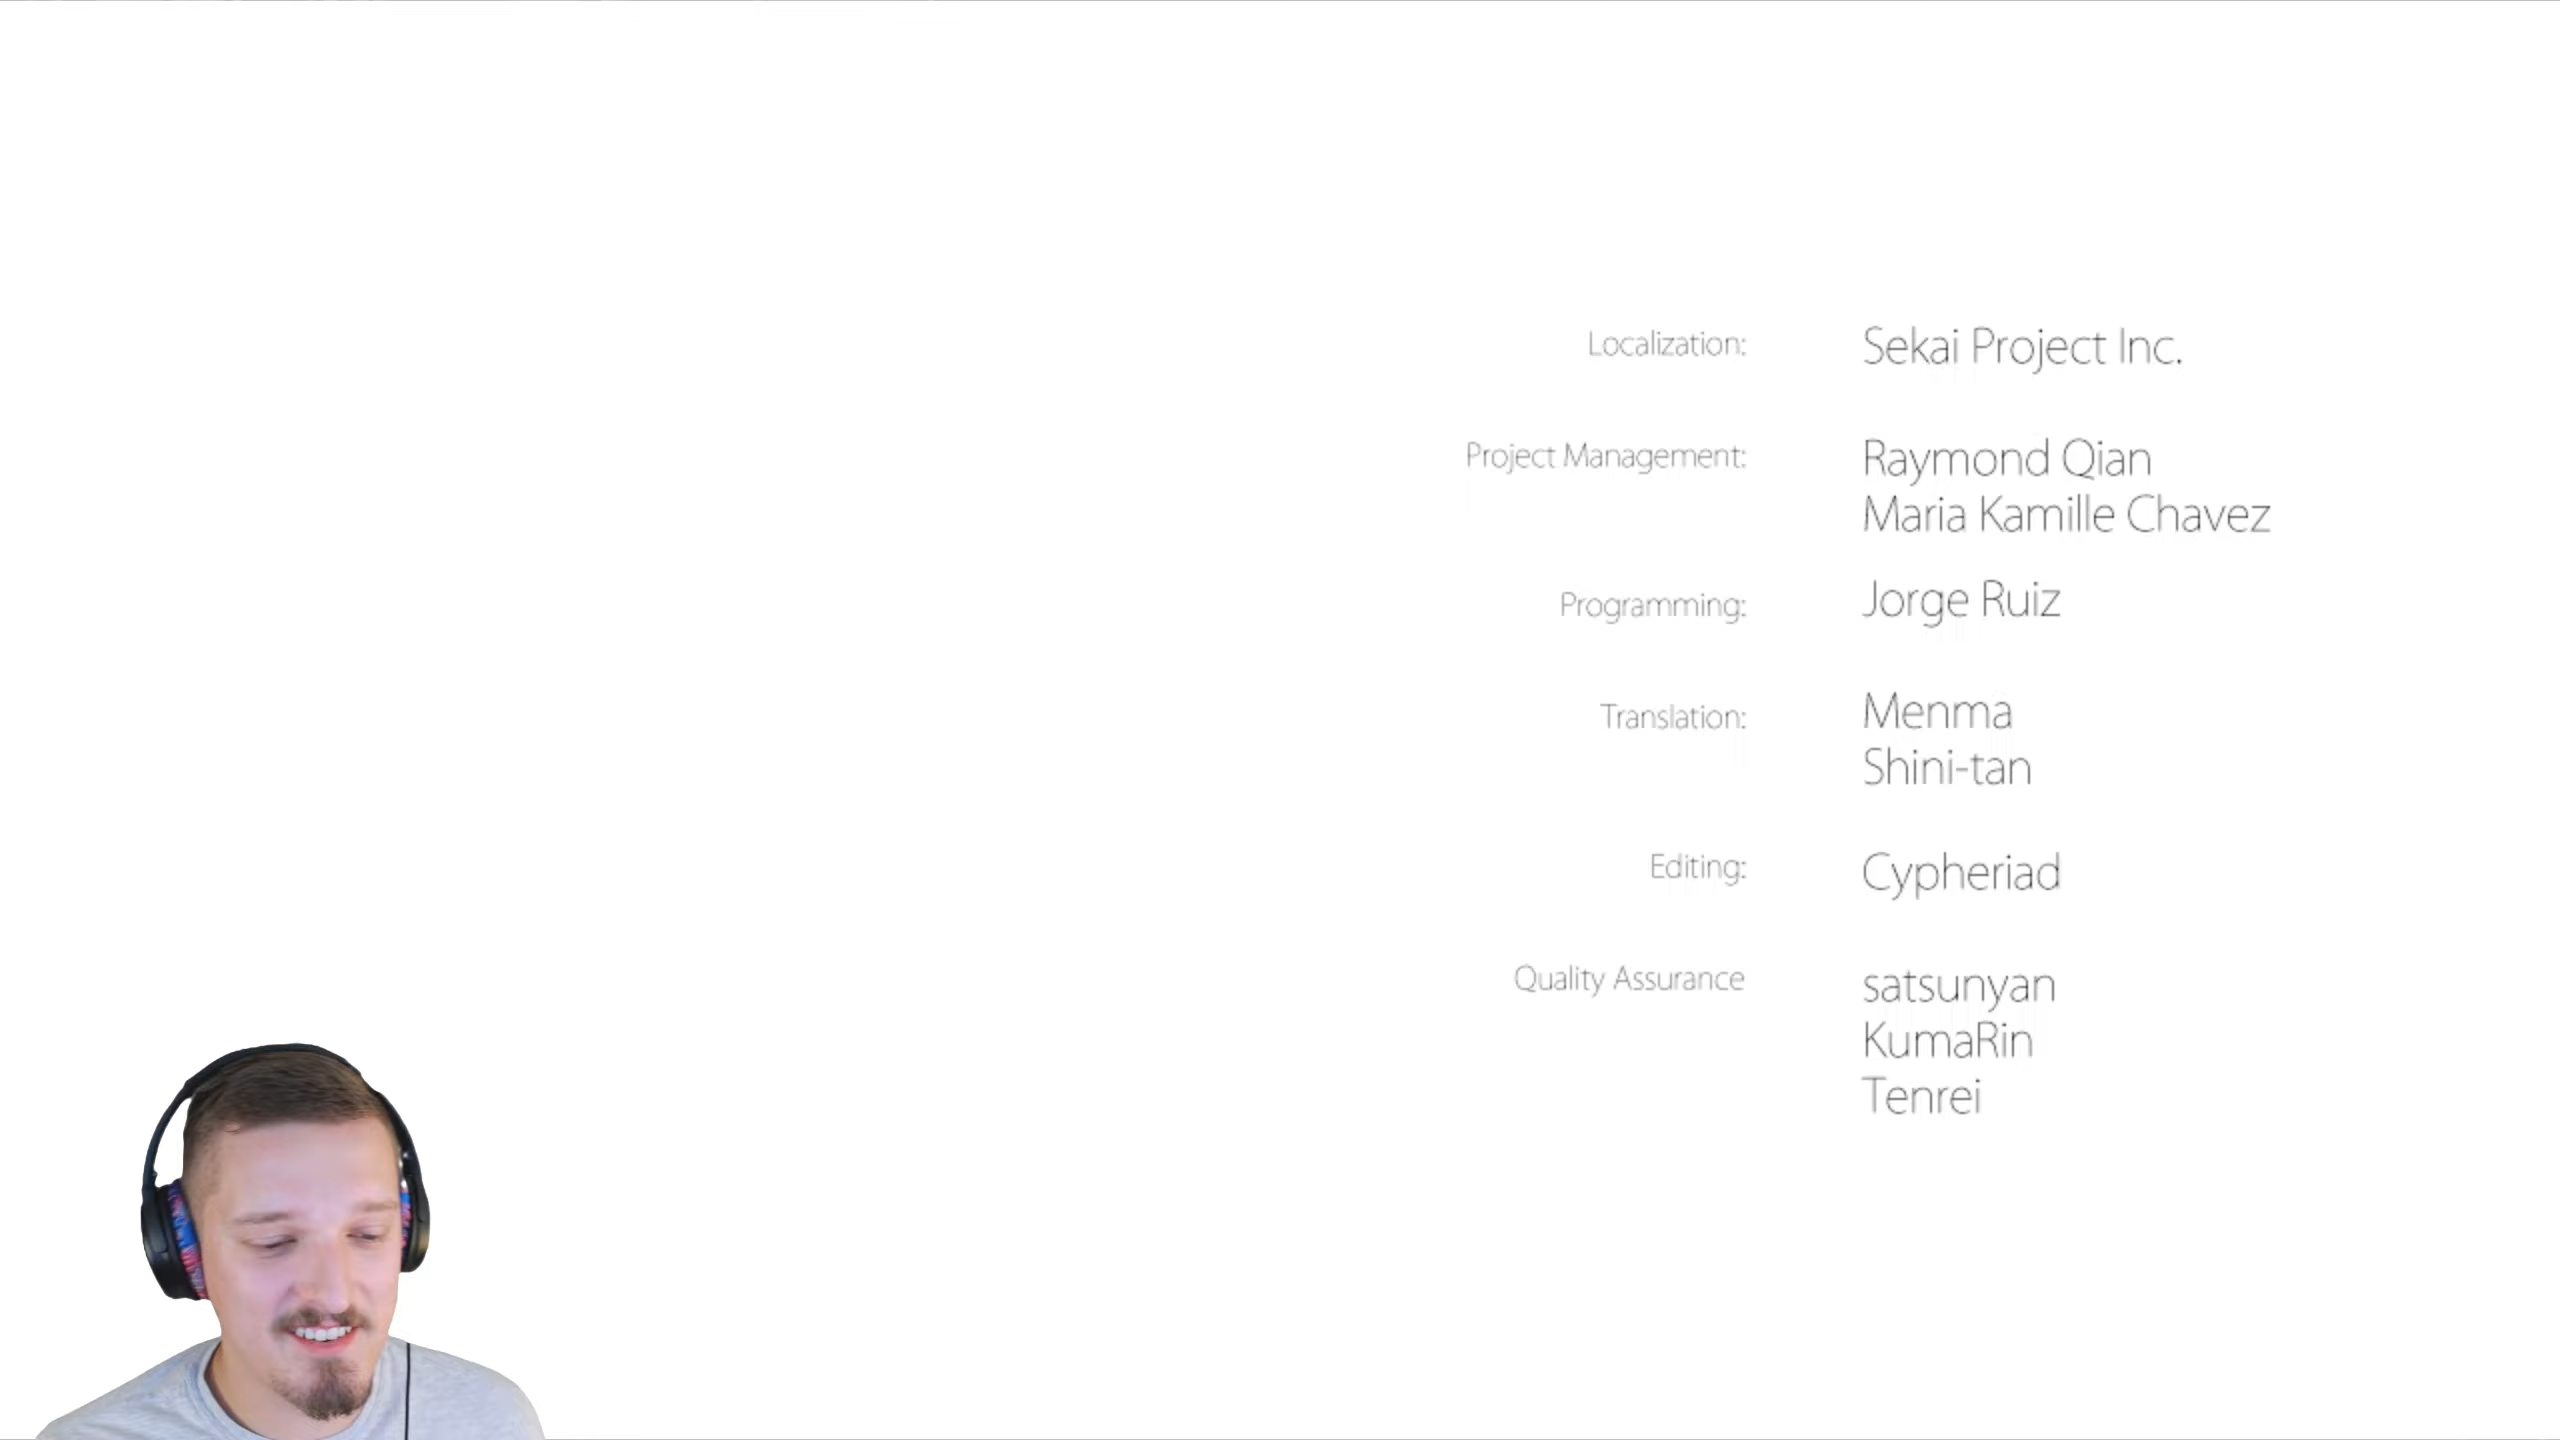 Localization: Sekai Project Inc.
Project Management: Raymond Qian
Maria Kamille Chavez
Programming: Jorge Ruiz
Translation: Menma
Shini-tan
Editing: Cypheriad
Quality Assurance satsunyan
KumaRin
Tenrei